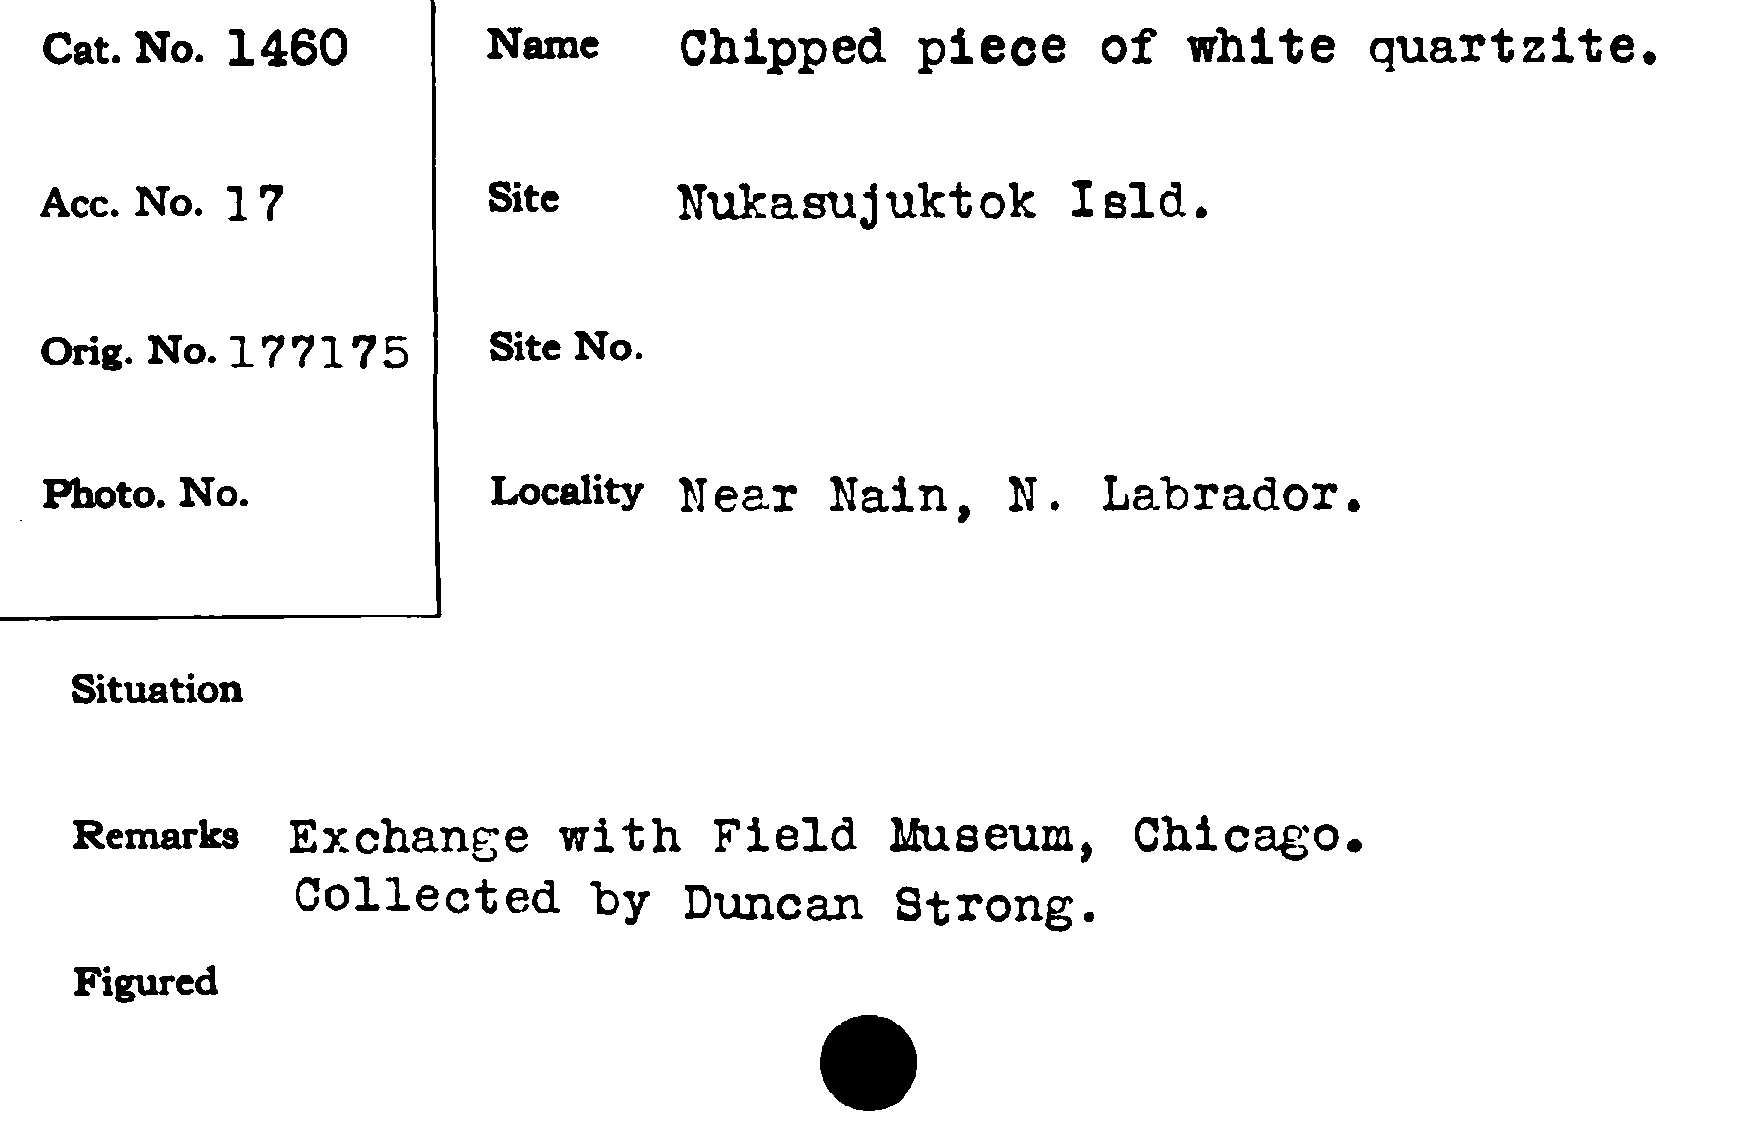 Cat. No. 1460
Name Chipped piece of white quartzite.
Acc. No. 17
Site Nukasujuktok Isld.
Orig. No. 177175
Site No.
Photo. No.
Locality Near Nain, N. Labrador.
Situation
Remarks Exchange with Field Museum, Chicago.
Collected by Duncan Strong.
Figured